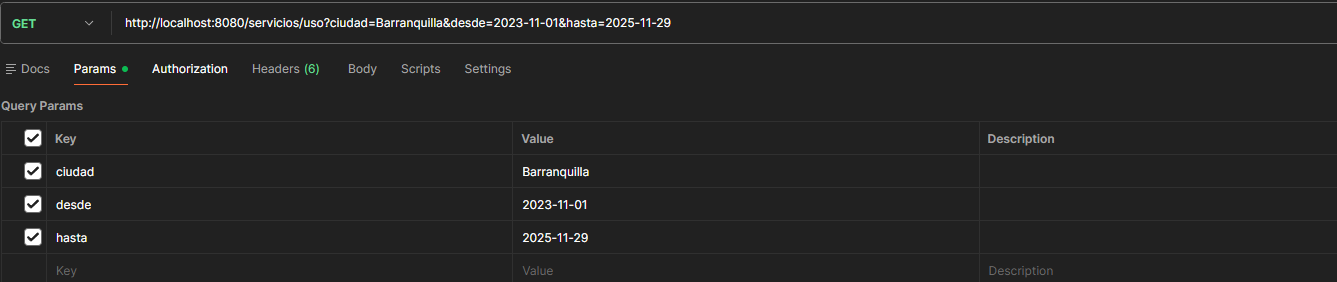 GET http://localhost:8080/servicios/uso?ciudad=Barranquilla&desde=2023-11-01&hasta=2025-11-29
Docs Params Authorization Headers (6) Body Scripts Settings
Query Params
Key Value Description
ciudad Barranquilla
desde 2023-11-01
hasta 2025-11-29
Key Value Description